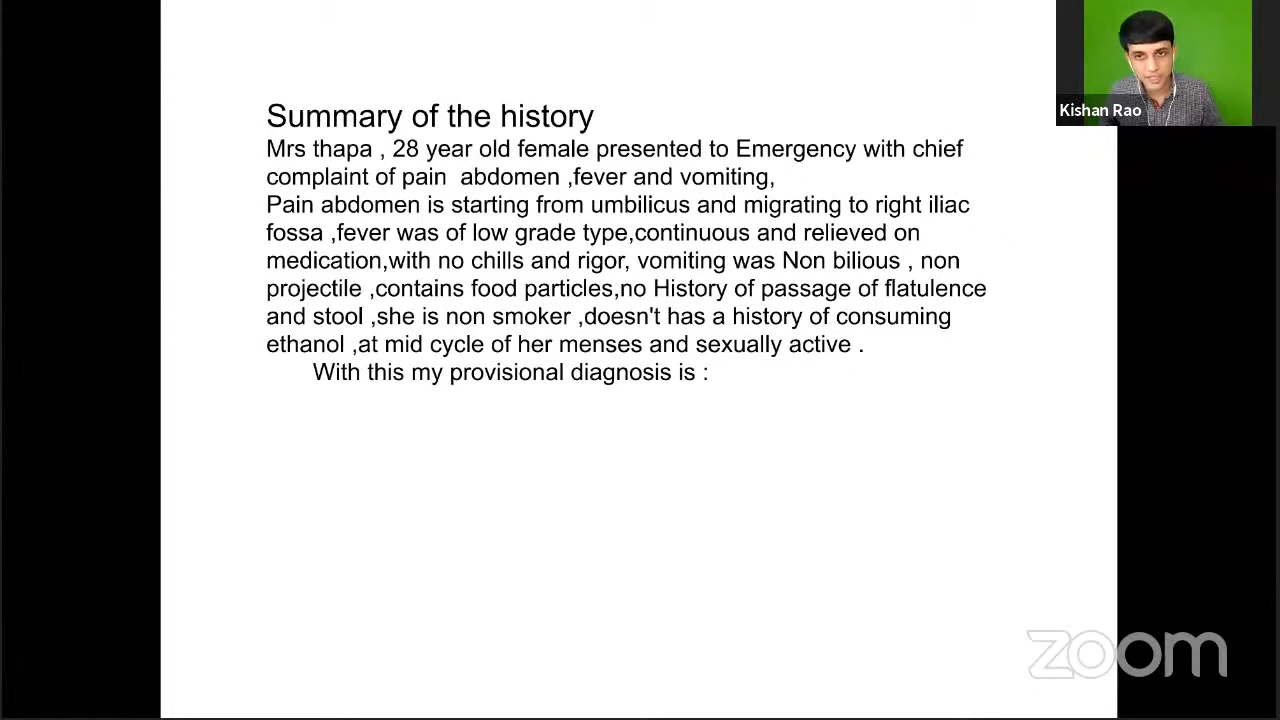 Summary of the history
Mrs thapa , 28 year old female presented to Emergency with chief
complaint of pain  abdomen ,fever and vomiting,
Pain abdomen is starting from umbilicus and migrating to right iliac
fossa ,fever was of low grade type,continuous and relieved on
medication,with no chills and rigor, vomiting was Non bilious , non
projectile ,contains food particles,no History of passage of flatulence
and stool ,she is non smoker ,doesn't has a history of consuming
ethanol ,at mid cycle of her menses and sexually active .
With this my provisional diagnosis is :
Kishan Rao
zoom